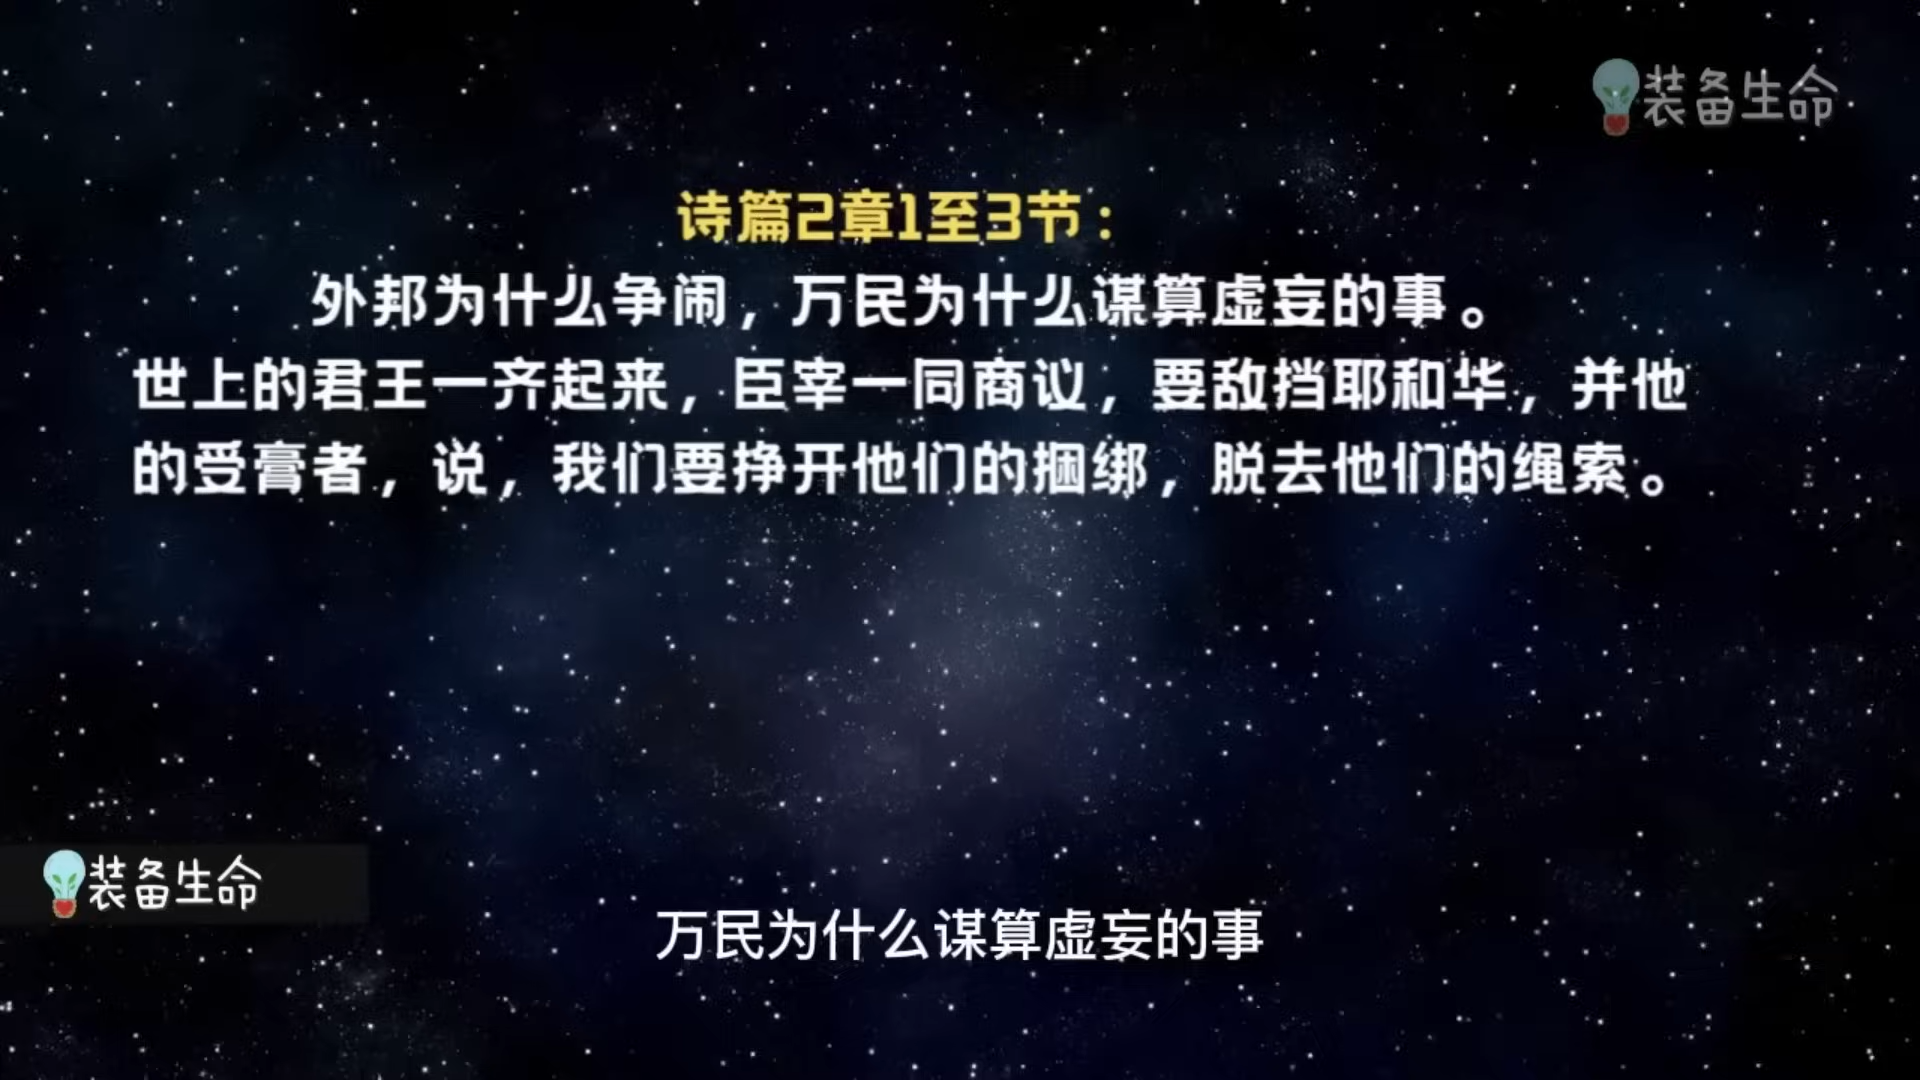 装备生命
诗篇2章1至3节：
外邦为什么争闹，万民为什么谋算虚妄的事。
世上的君王一齐起来，臣宰一同商议，要敌挡耶和华，并他
的受膏者，说，我们要挣开他们的捆绑，脱去他们的绳索。
装备生命
万民为什么谋算虚妄的事